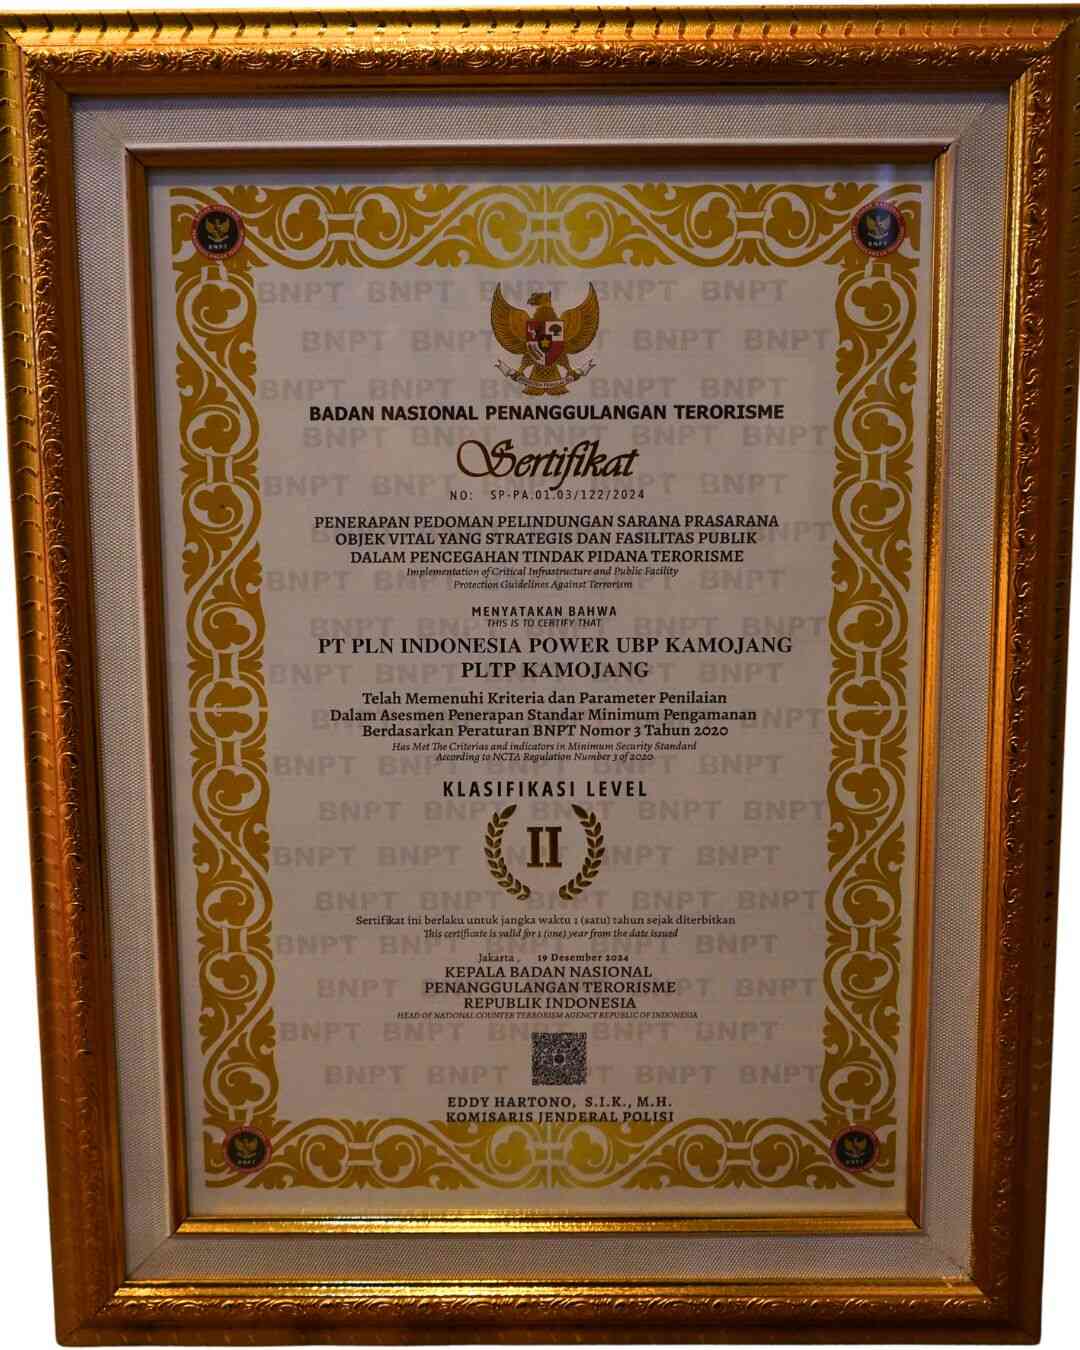 BADAN NASIONAL PENANGGULANGAN TERORISME
Sertifikat
NO: SP-PA.01.03/122/2024
PENERAPAN PEDOMAN PELINDUNGAN SARANA PRASARANA
OBJEK VITAL YANG STRATEGIS DAN FASILITAS PUBLIK
DALAM PENCEGAHAN TINDAK PIDANA TERORISME
Implementation of Critical Infrastructure and Public Facility
Protection Guidelines Against Terrorism
MENYATAKAN BAHWA
THIS IS TO CERTIFY THAT
PT PLN INDONESIA POWER UBP KAMOJANG
PLTP KAMOJANG
Telah Memenuhi Kriteria dan Parameter Penilaian
Dalam Asesmen Penerapan Standar Minimum Pengamanan
Berdasarkan Peraturan BNPT Nomor 3 Tahun 2020
Has Met The Criterias and indicators in Minimum Security Standard
According to NCTA Regulation Number 3 of 2020
KLASIFIKASI LEVEL
II
Sertifikat ini berlaku untuk jangka waktu 1 (satu) tahun sejak diterbitkan
This certificate is valid for 1 (one) year from the date issued
Jakarta , 19 Desember 2024
KEPALA BADAN NASIONAL
PENANGGULANGAN TERORISME
REPUBLIK INDONESIA
HEAD OF NATIONAL COUNTER TERRORISM AGENCY REPUBLIC OF INDONESIA
EDDY HARTONO, S.I.K., M.H.
KOMISARIS JENDERAL POLISI